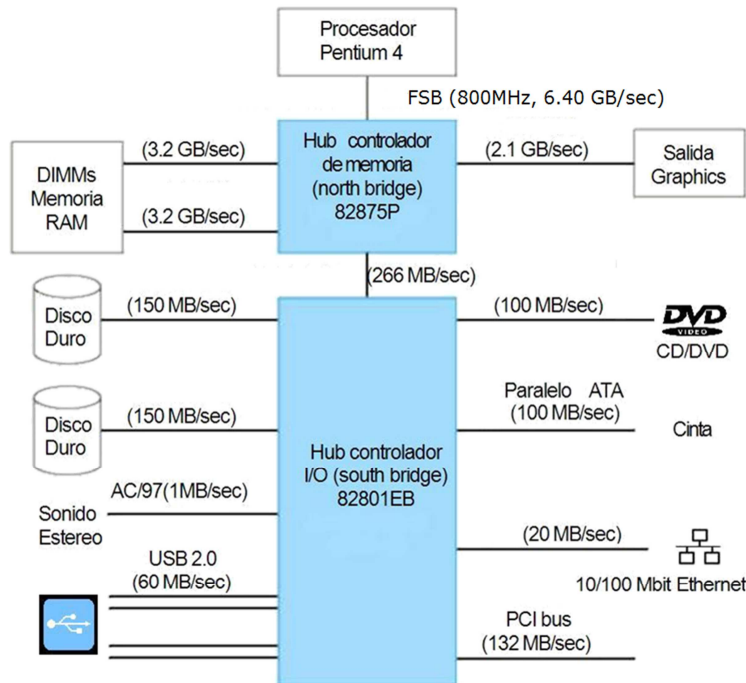 Procesador
Pentium 4
FSB (800MHz, 6.40 GB/sec)
DIMMs
Memoria
RAM
(3.2 GB/sec)
(3.2 GB/sec)
Hub controlador
de memoria
(north bridge)
82875P
(2.1 GB/sec)
Salida
Graphics
(266 MB/sec)
Disco
Duro
(150 MB/sec)
(100 MB/sec)
DVD
VIDEO
CD/DVD
Disco
Duro
(150 MB/sec)
Paralelo ATA
(100 MB/sec)
Cinta
Hub controlador
I/O (south bridge)
82801EB
Sonido
Estereo
AC/97(1MB/sec)
(20 MB/sec)
10/100 Mbit Ethernet
USB 2.0
(60 MB/sec)
PCI bus
(132 MB/sec)